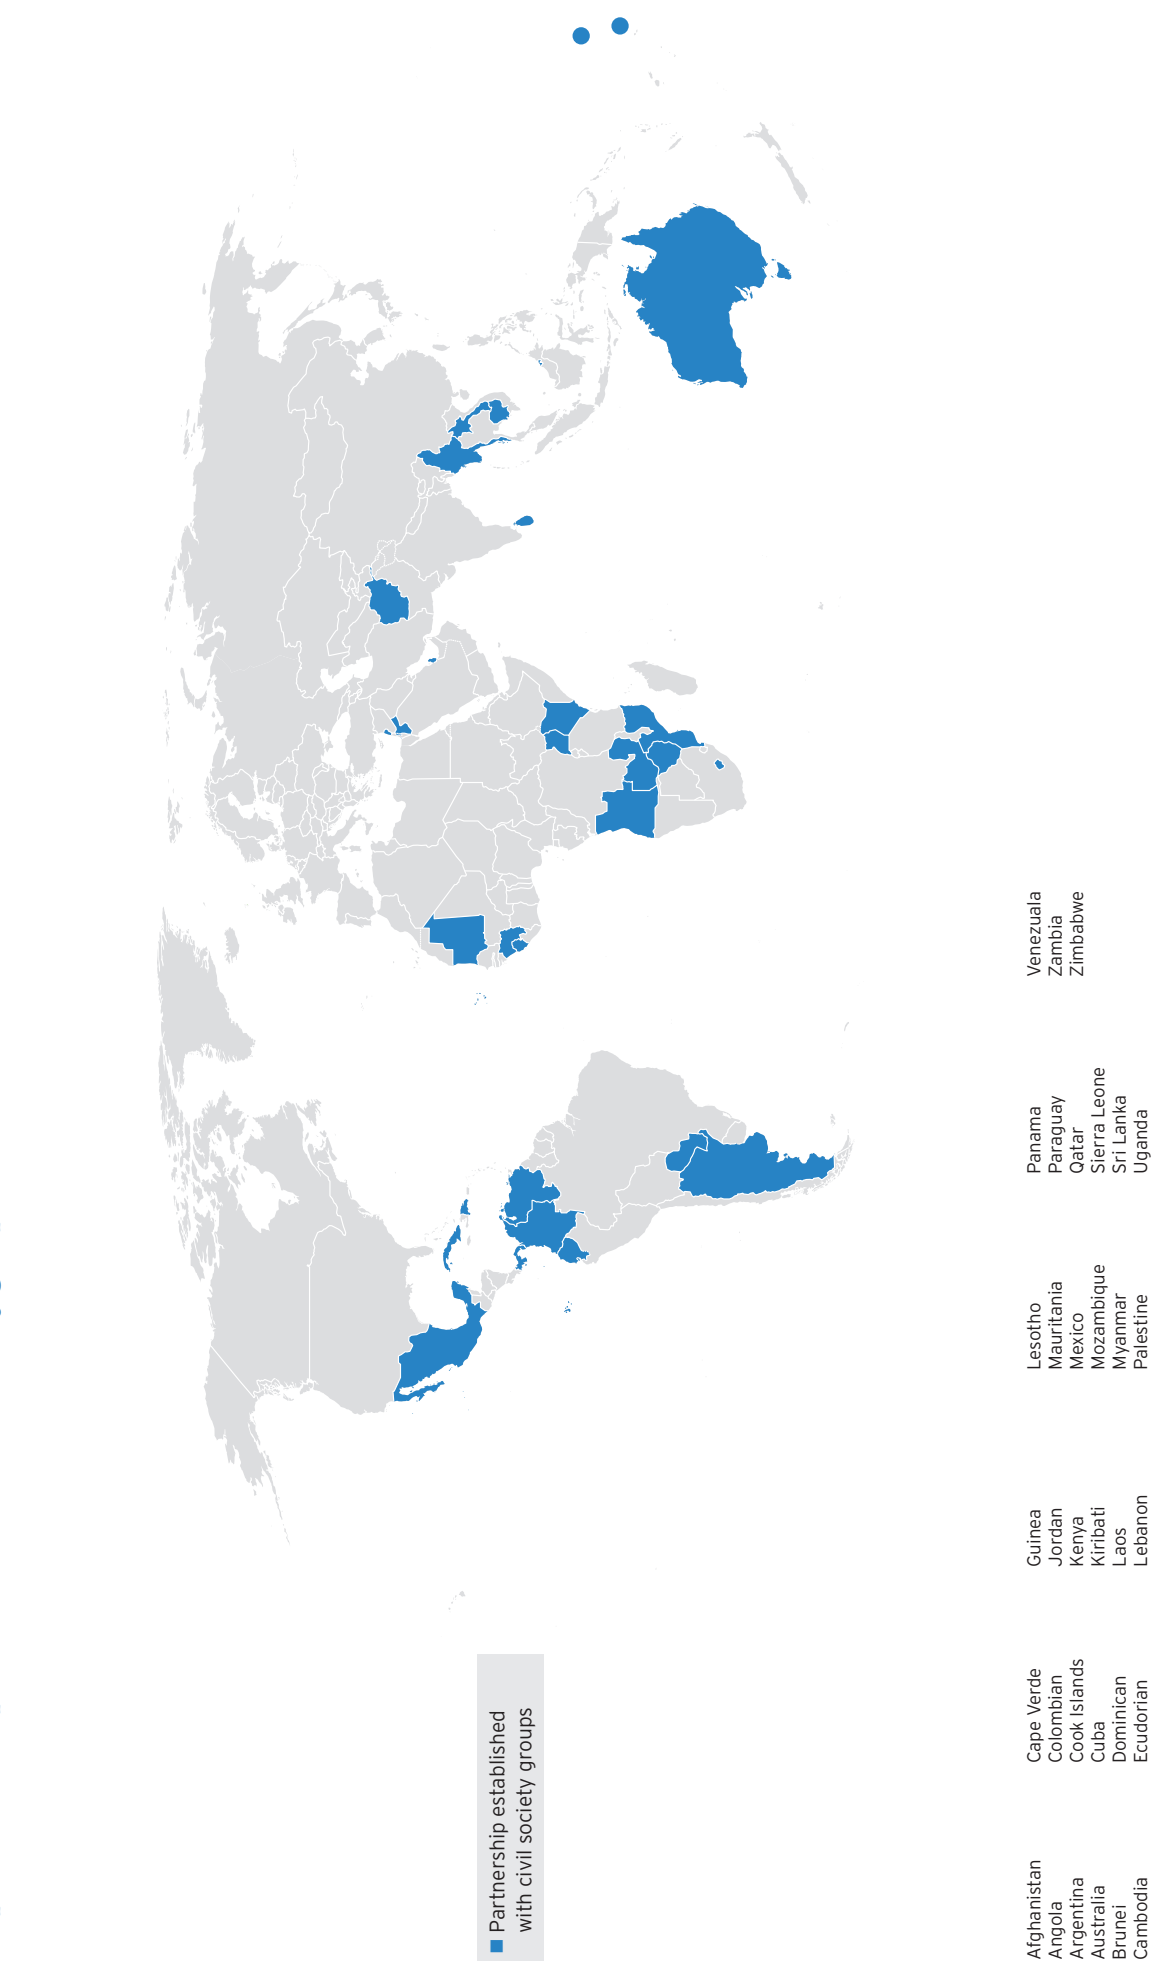 Partnership established
with civil society groups
Afghanistan
Angola
Argentina
Australia
Brunei
Cambodia
Cape Verde
Colombian
Cook Islands
Cuba
Dominican
Ecudorian
Guinea
Jordan
Kenya
Kiribati
Laos
Lebanon
Lesotho
Mauritania
Mexico
Mozambique
Myanmar
Palestine
Panama
Paraguay
Qatar
Sierra Leone
Sri Lanka
Uganda
Venezuala
Zambia
Zimbabwe